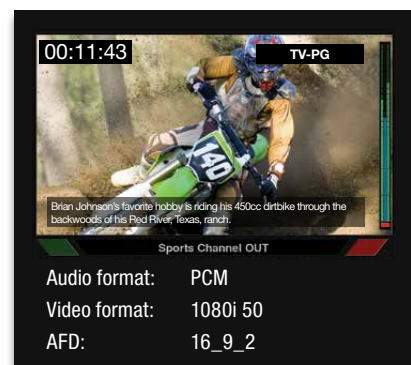 00:11:43
TV-PG
140
Brian Johnson's favorite hobby is riding his 450cc dirtbike through the
backwoods of his Red River, Texas, ranch.
Sports Channel OUT
Audio format: PCM
Video format: 1080i 50
AFD: 16_9_2